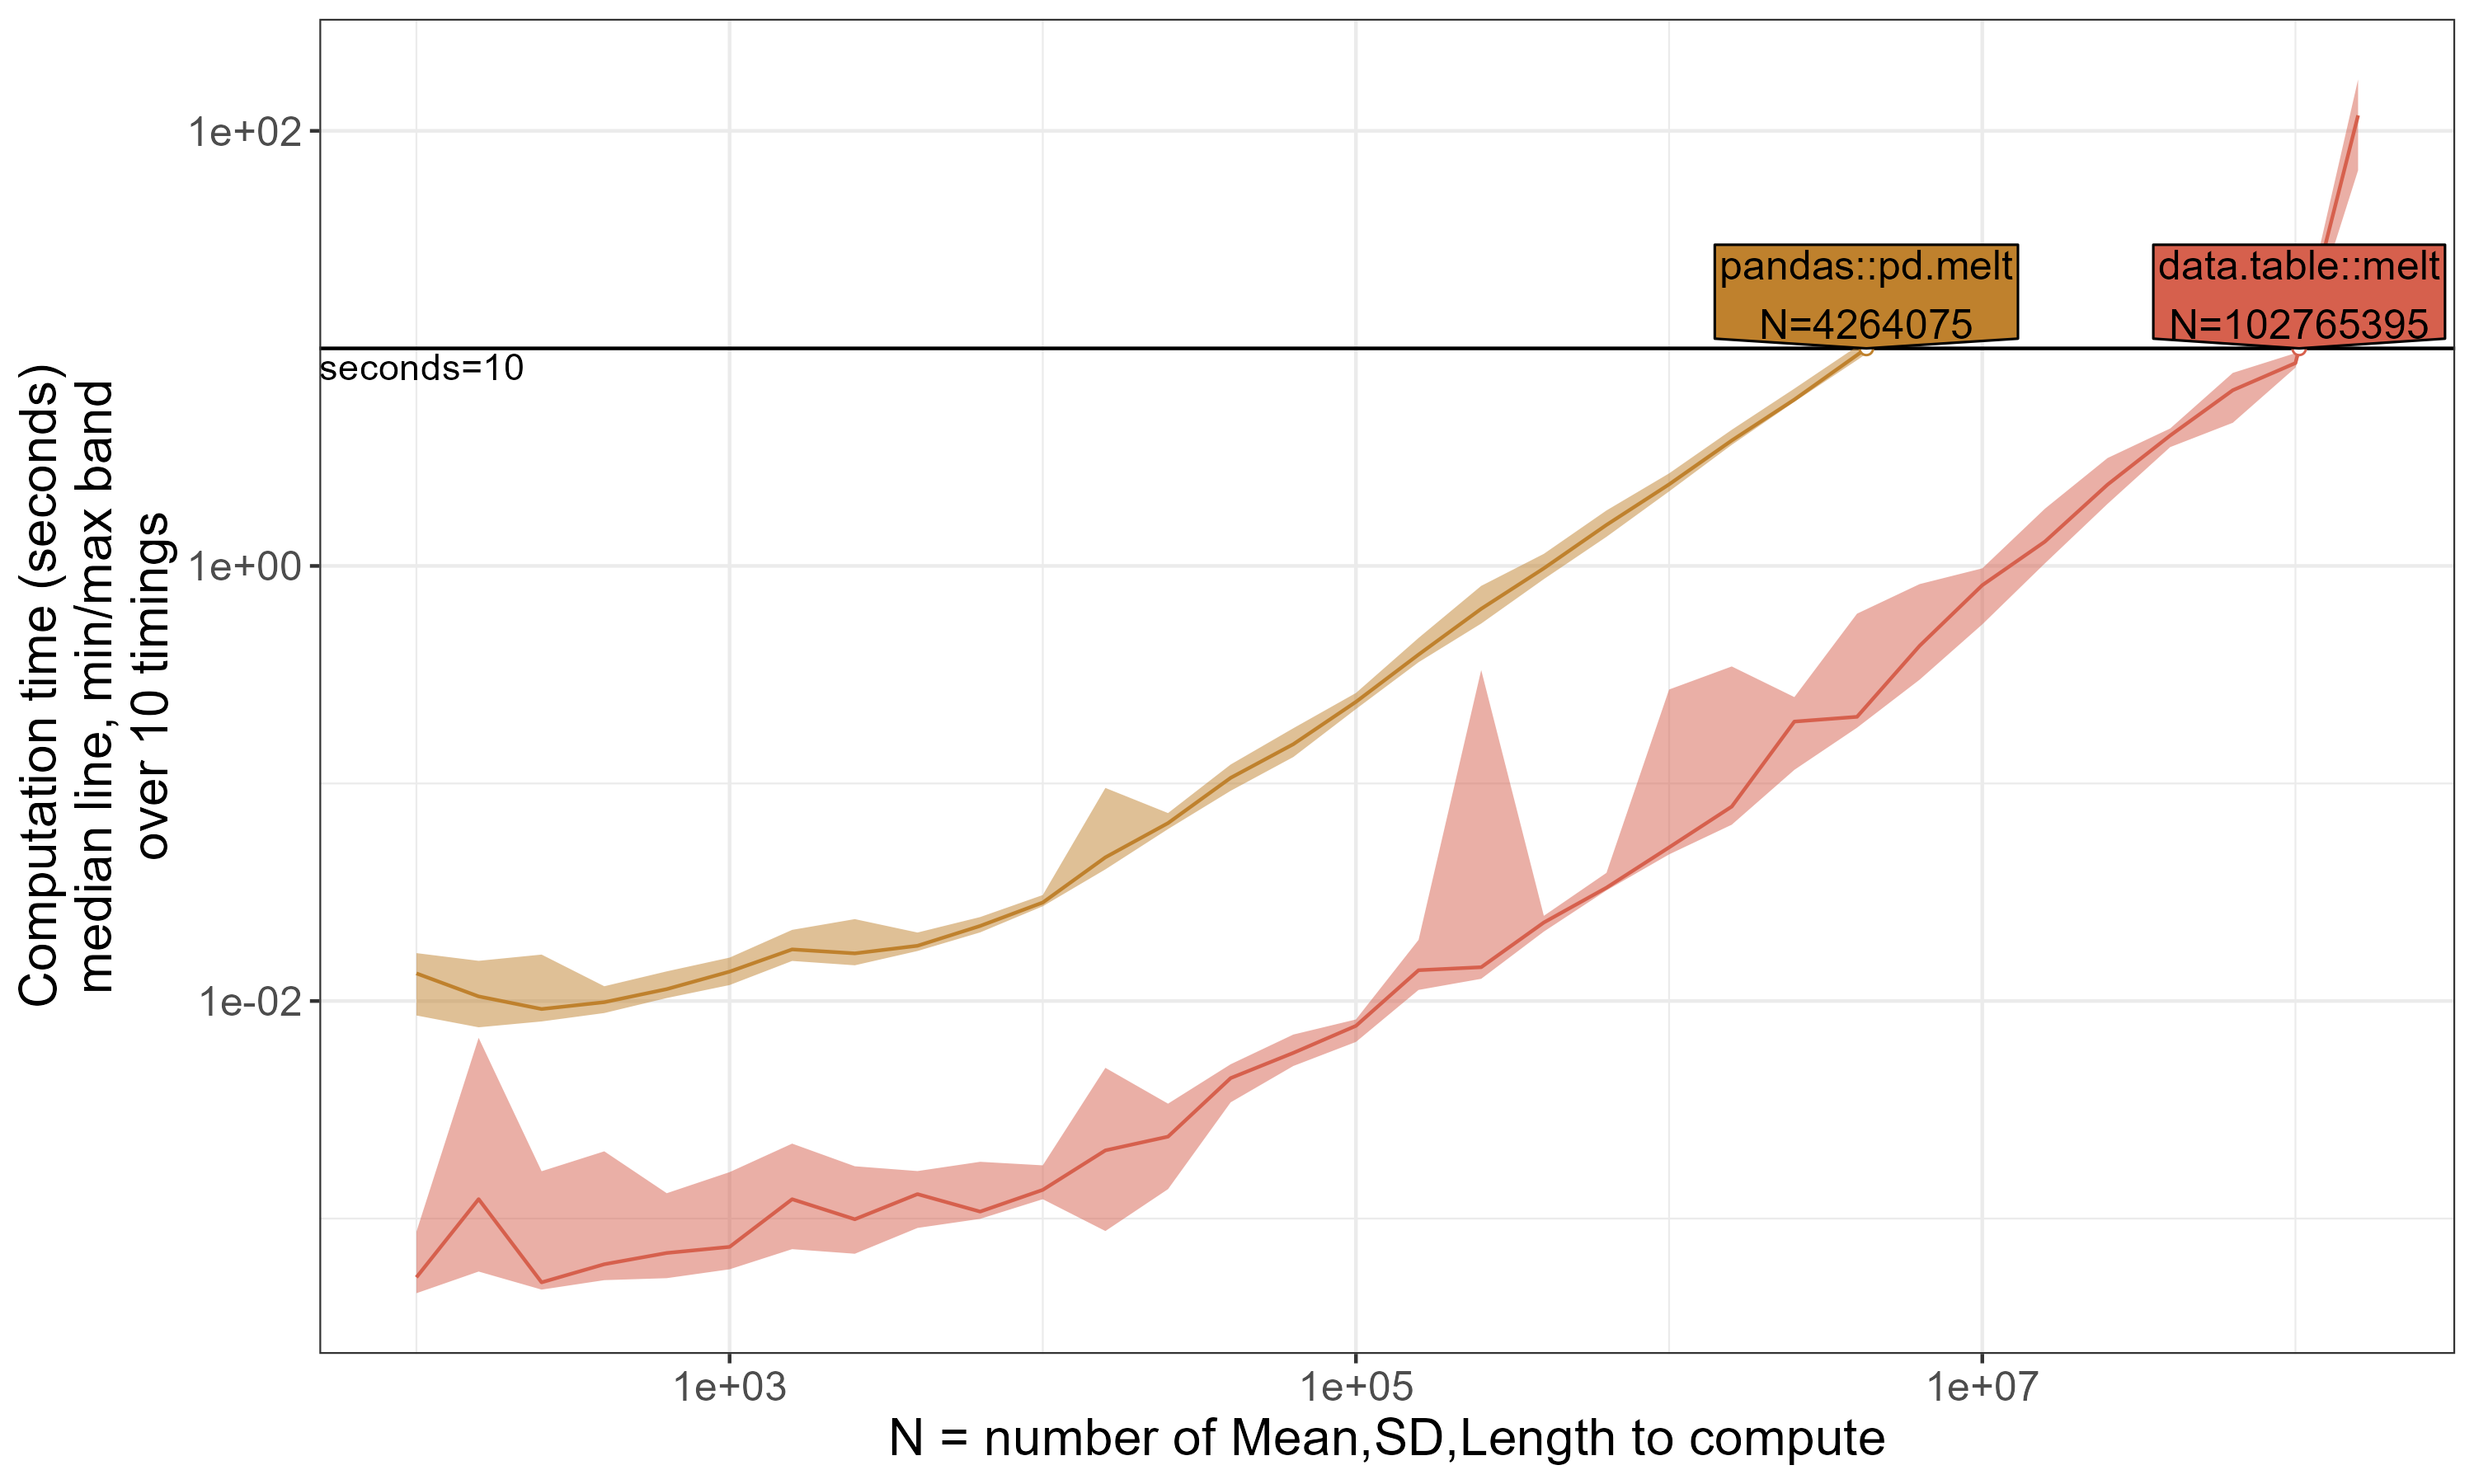 Computation time (seconds)
median line, min/max band
over 10 timings
1e+02
1e+00
1e-02
pandas::pd.melt
N=4264075
data.table::melt
N=102765395
seconds=10
1e+03
1e+05
1e+07
N = number of Mean,SD,Length to compute